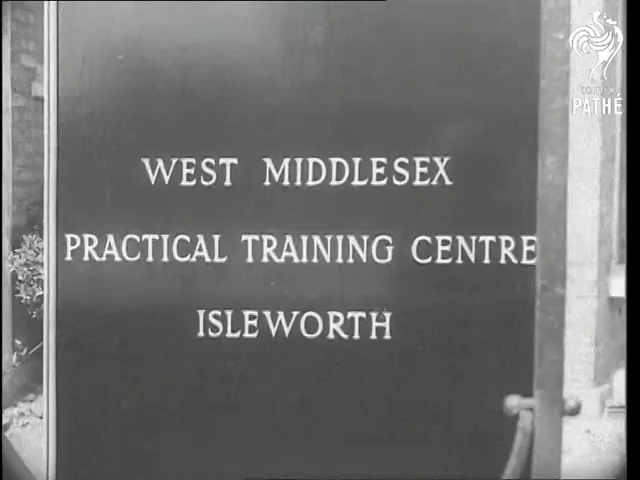 WEST MIDDLESEX
PRACTICAL TRAINING CENTRE
ISLEWORTH
PATHÉ